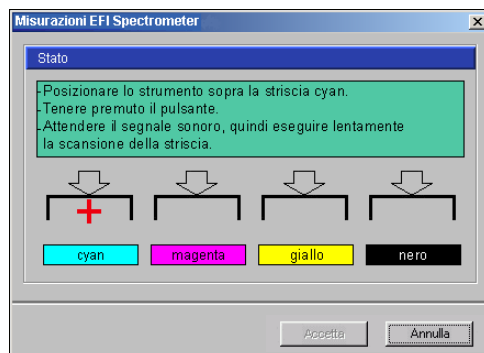 Misurazioni EFI Spectrometer
Stato
-Posizionare lo strumento sopra la striscia cyan.
-Tenere premuto il pulsante.
-Attendere il segnale sonoro, quindi eseguire lentamente
la scansione della striscia.
cyan magenta giallo nero
Accetta Annulla